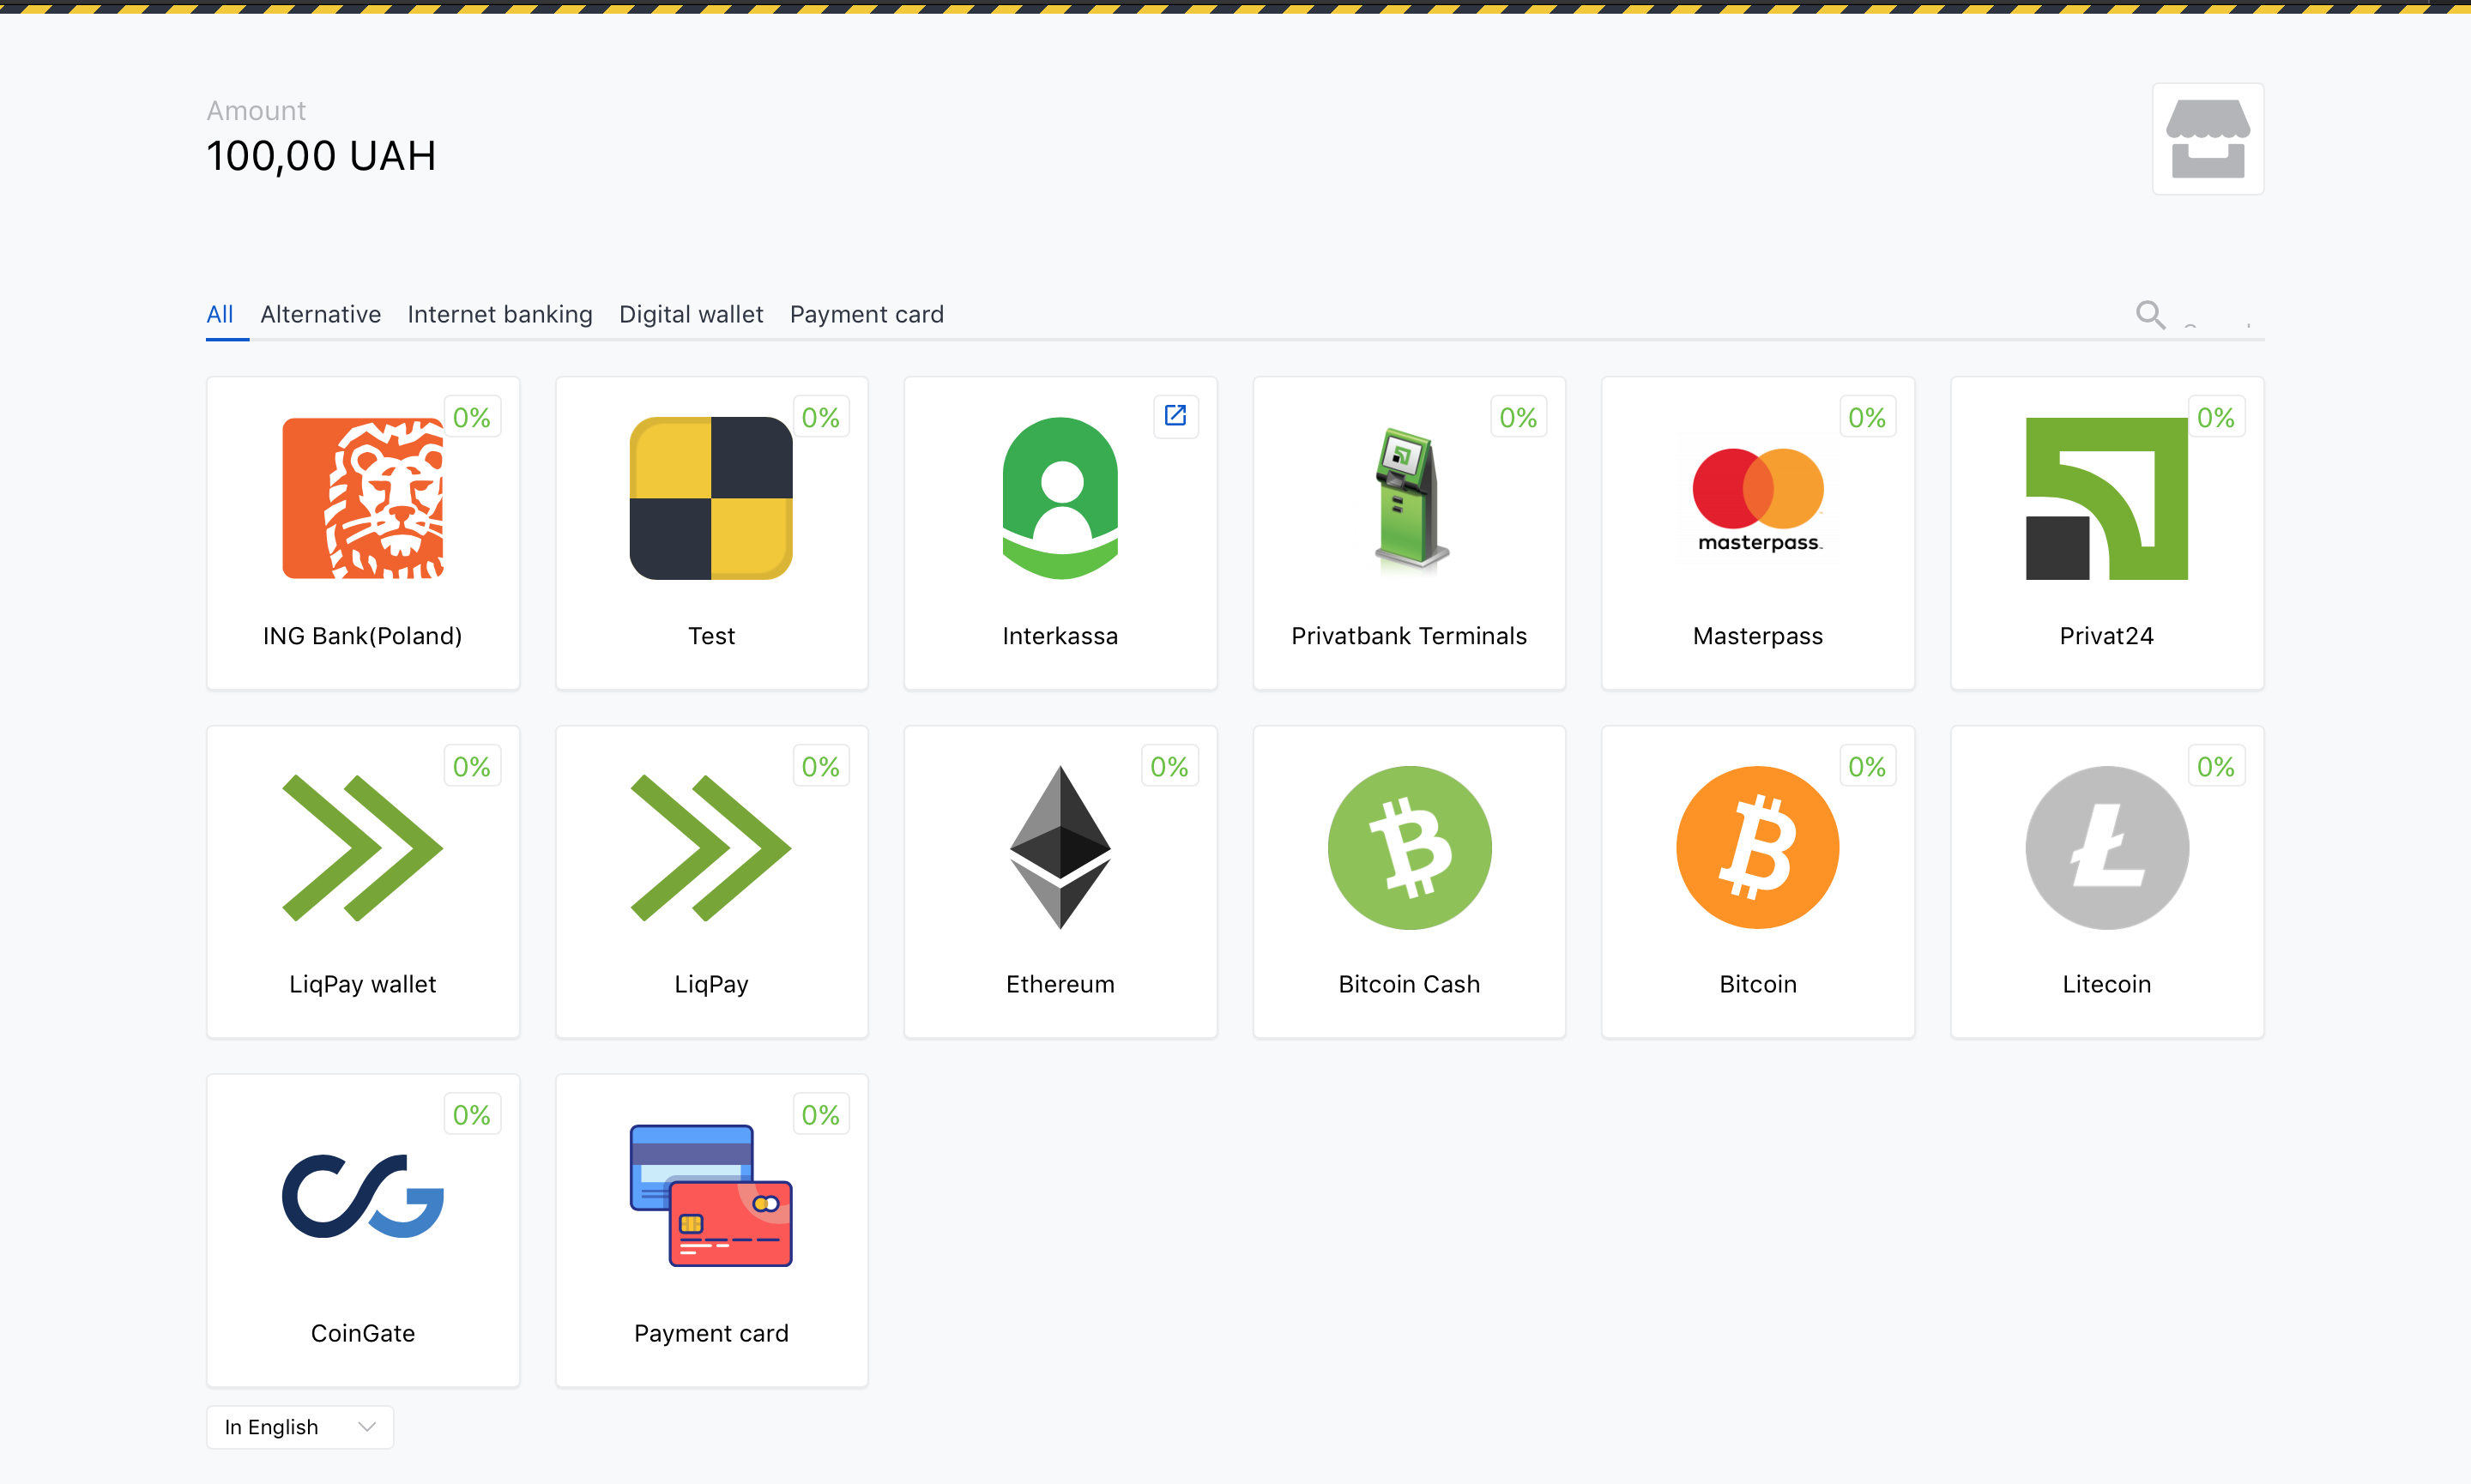 Amount
100,00 UAH
All Alternative Internet banking Digital wallet Payment card
0%
0%
0%
0%
0%
masterpass
ING Bank(Poland)
Test
Interkassa
Privatbank Terminals
Masterpass
Privat24
0%
0%
0%
0%
0%
LiqPay wallet
LiqPay
Ethereum
Bitcoin Cash
Bitcoin
Litecoin
0%
0%
CoinGate
Payment card
In English